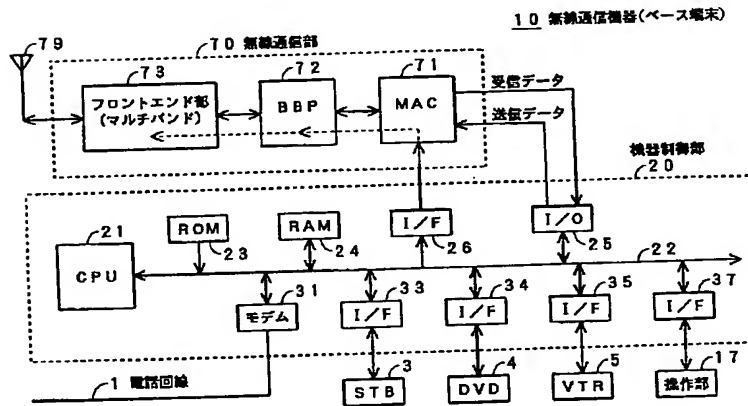 10 無線通信機器(ベース端末)
79
70 無線通信部
73
フロントエンド部
(マルチバンド)
72
BBP
71
MAC
受信データ
送信データ
機器制御部
20
21
CPU
ROM
23
RAM
24
I/F
26
I/O
25
22
31
モデム
33
I/F
34
I/F
35
I/F
37
I/F
1 電話回線
3
STB
4
DVD
5
VTR
17
操作部